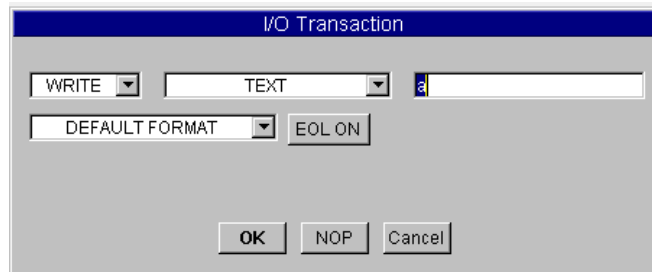 I/O Transaction
WRITE TEXT a
DEFAULT FORMAT EOL ON
OK NOP Cancel